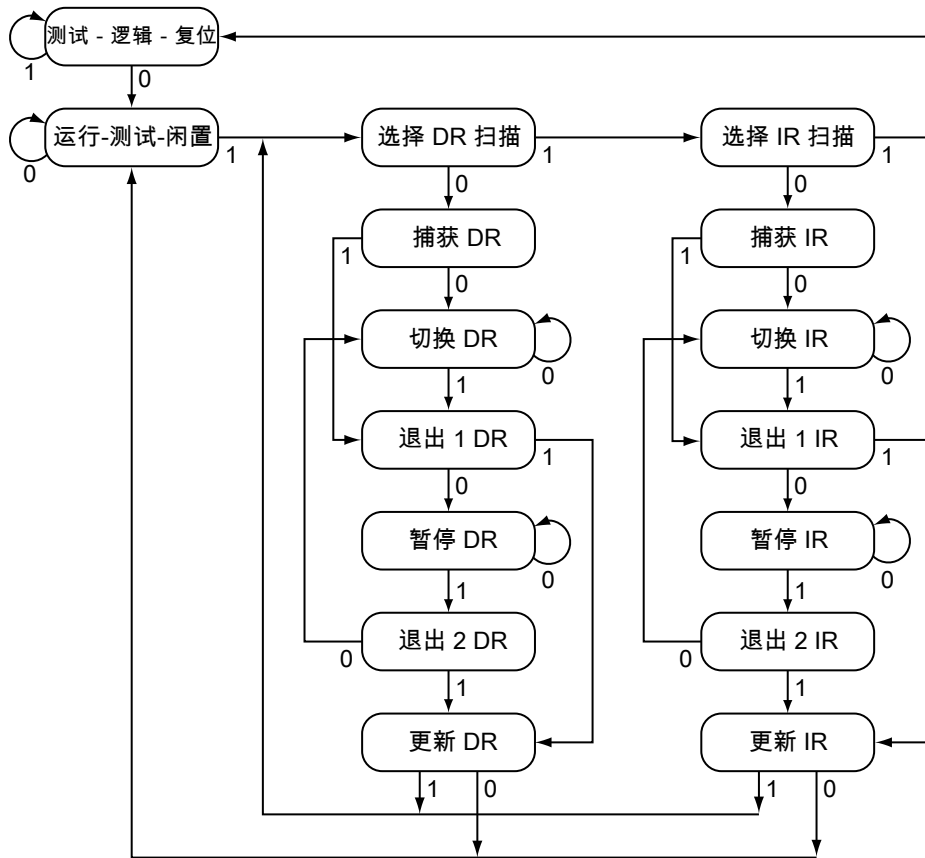 测试 - 逻辑 - 复位
1
0
运行-测试-闲置
0
1
选择 DR 扫描
1
选择 IR 扫描
1
0
0
捕获 DR
捕获 IR
1
0
1
0
切换 DR
切换 IR
0
0
1
1
退出 1 DR
1
退出 1 IR
1
0
0
暂停 DR
暂停 IR
0
0
1
1
退出 2 DR
退出 2 IR
0
0
1
1
更新 DR
更新 IR
1
0
1
0